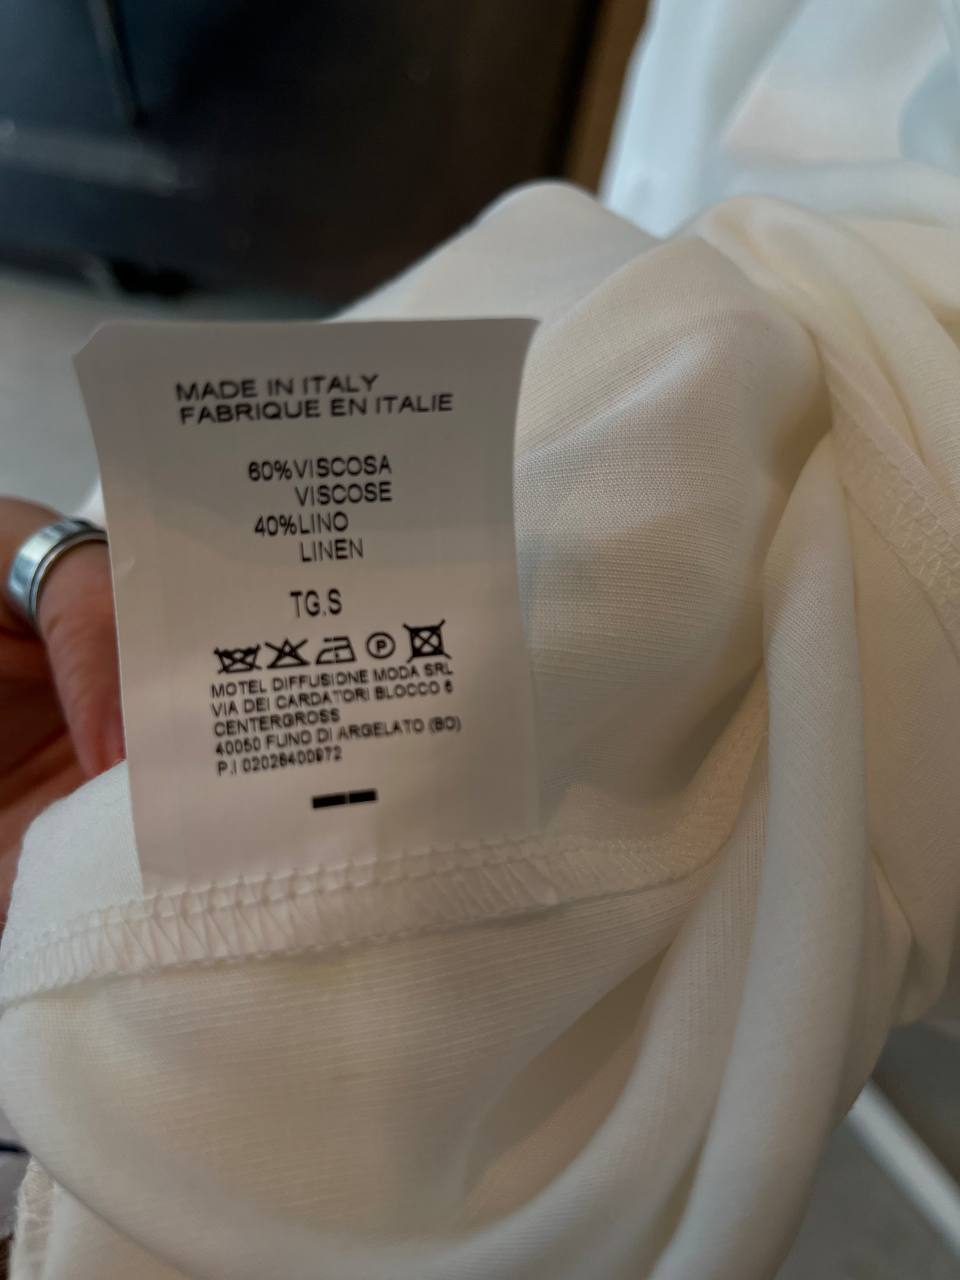 MADE IN ITALY
FABRIQUE EN ITALIE
60%VISCOSA
VISCOSE
40%LINO
LINEN
TG.S
P
MOTEL DIFFUSIONE MODA SRL
VIA DEI CARDATORI BLOCCO 6
CENTERGROSS
40050 FUNO DI ARGELATO (BO)
P.I 02026400972